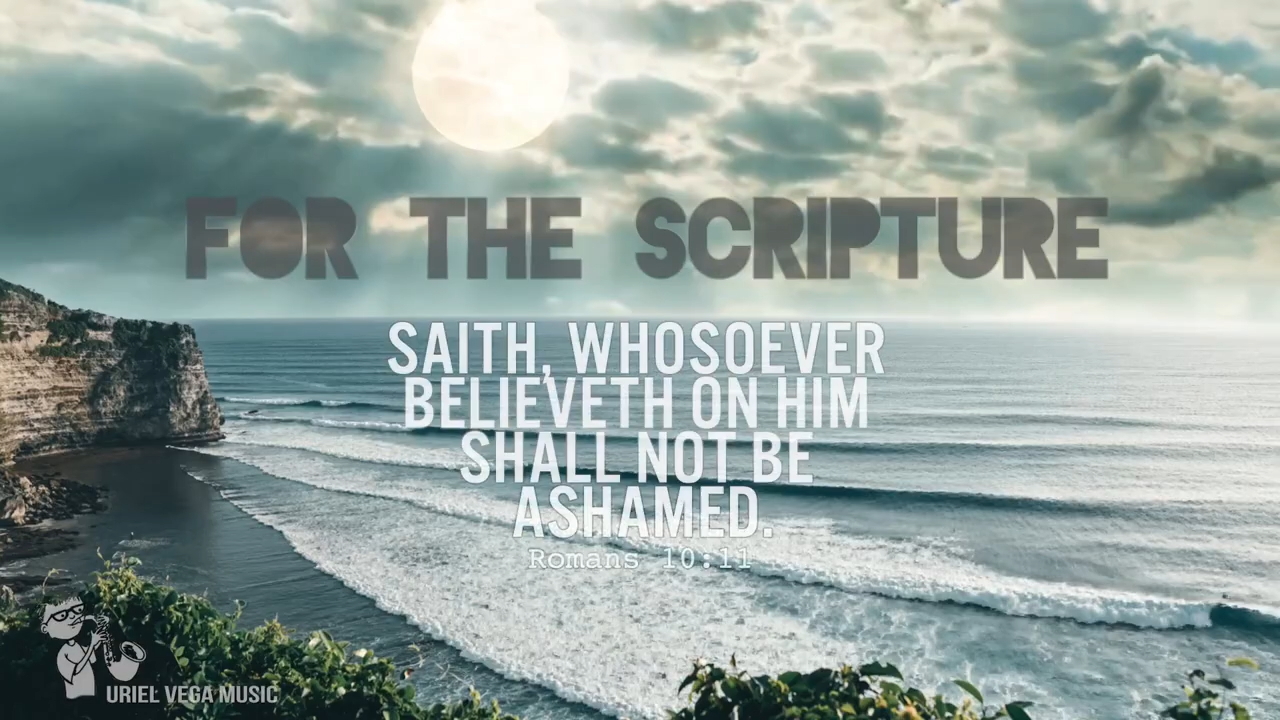 FOR THE SCRIPTURE
SAITH, WHOSOEVER
BELIEVETH ON HIM
SHALL NOT BE
ASHAMED.
Romans 10:11
URIEL VEGA MUSIC